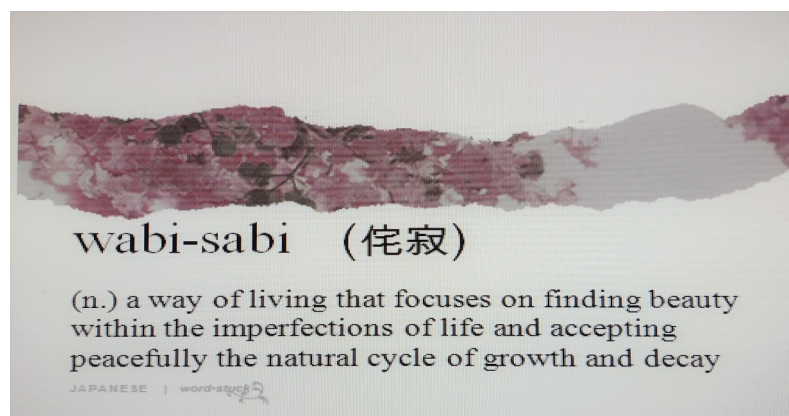 wabi-sabi (侘寂)
(n.) a way of living that focuses on finding beauty
within the imperfections of life and accepting
peacefully the natural cycle of growth and decay
JAPANESE | word-stuck